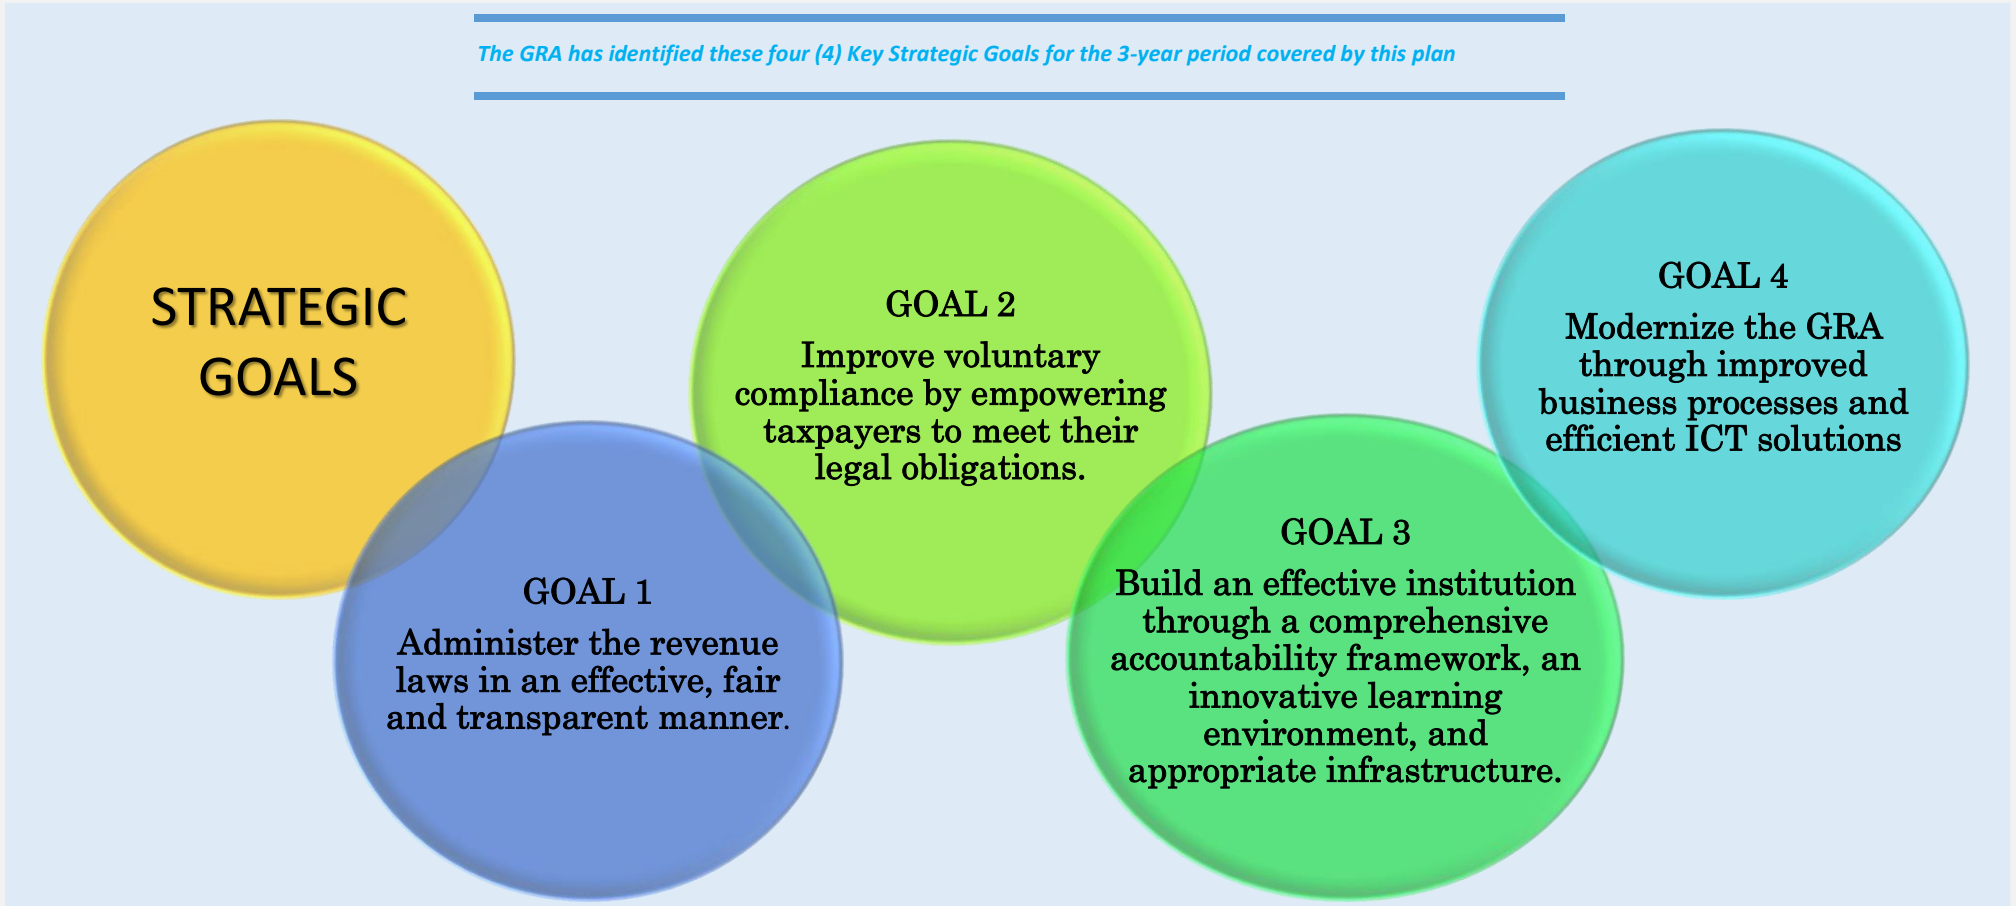 The GRA has identified these four (4) Key Strategic Goals for the 3-year period covered by this plan
STRATEGIC
GOALS
GOAL 1
Administer the revenue
laws in an effective, fair
and transparent manner.
GOAL 2
Improve voluntary
compliance by empowering
taxpayers to meet their
legal obligations.
GOAL 3
Build an effective institution
through a comprehensive
accountability framework, an
innovative learning
environment, and
appropriate infrastructure.
GOAL 4
Modernize the GRA
through improved
business processes and
efficient ICT solutions